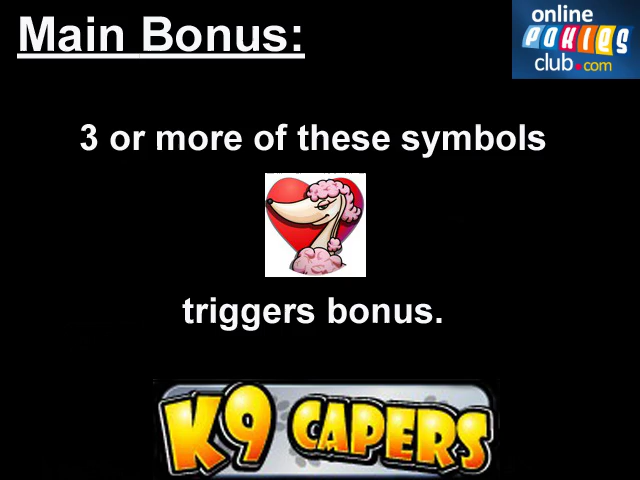 Main Bonus:
online
POKIES
club.com
3 or more of these symbols
triggers bonus.
K9 CAPERS